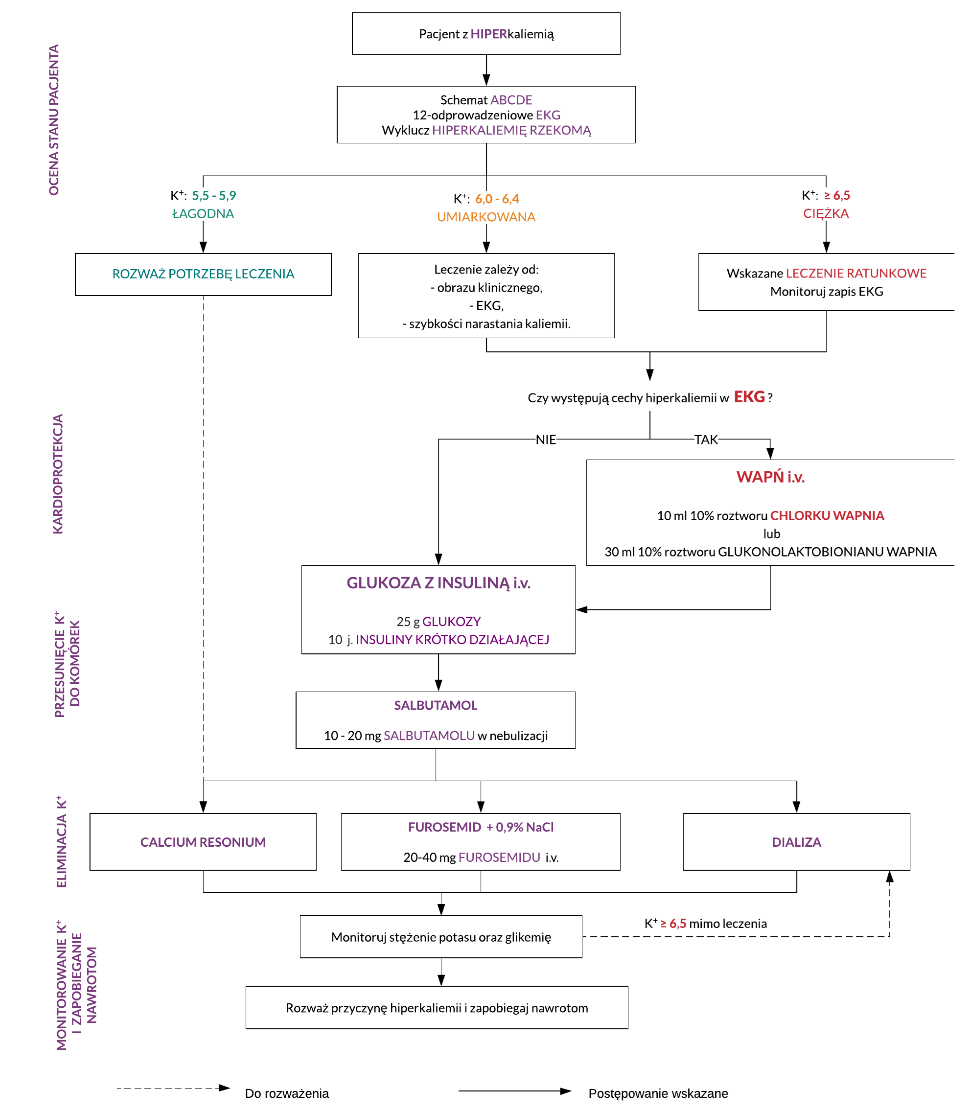 OCENA STANU PACJENTA
Pacjent z HIPERkaliemią
Schemat ABCDE
12-odprowadzeniowe EKG
Wyklucz HIPERKALIEMIĘ RZEKOMĄ
K⁺: 5,5 - 5,9
ŁAGODNA
K⁺: 6,0 - 6,4
UMIARKOWANA
K⁺: ≥ 6,5
CIĘŻKA
ROZWAŻ POTRZEBĘ LECZENIA
Leczenie zależy od:
- obrazu klinicznego,
- EKG,
- szybkości narastania kaliemii.
Wskazane LECZENIE RATUNKOWE
Monitoruj zapis EKG
KARDIOPROTEKCJA
Czy występują cechy hiperkaliemii w EKG ?
NIE
TAK
WAPŃ i.v.
10 ml 10% roztworu CHLORKU WAPNIA
lub
30 ml 10% roztworu GLUKONOLAKTOBIONIANU WAPNIA
PRZESUNIĘCIE K⁺
DO KOMÓREK
GLUKOZA Z INSULINĄ i.v.
25 g GLUKOZY
10 j. INSULINY KRÓTKO DZIAŁAJĄCEJ
SALBUTAMOL
10 - 20 mg SALBUTAMOLU w nebulizacji
ELIMINACJA K⁺
CALCIUM RESONIUM
FUROSEMID + 0,9% NaCl
20-40 mg FUROSEMIDU i.v.
DIALIZA
MONITOROWANIE K⁺
I ZAPOBIEGANIE
NAWROTOM
Monitoruj stężenie potasu oraz glikemię
K⁺ ≥ 6,5 mimo leczenia
Rozważ przyczynę hiperkaliemii i zapobiegaj nawrotom
Do rozważenia
Postępowanie wskazane